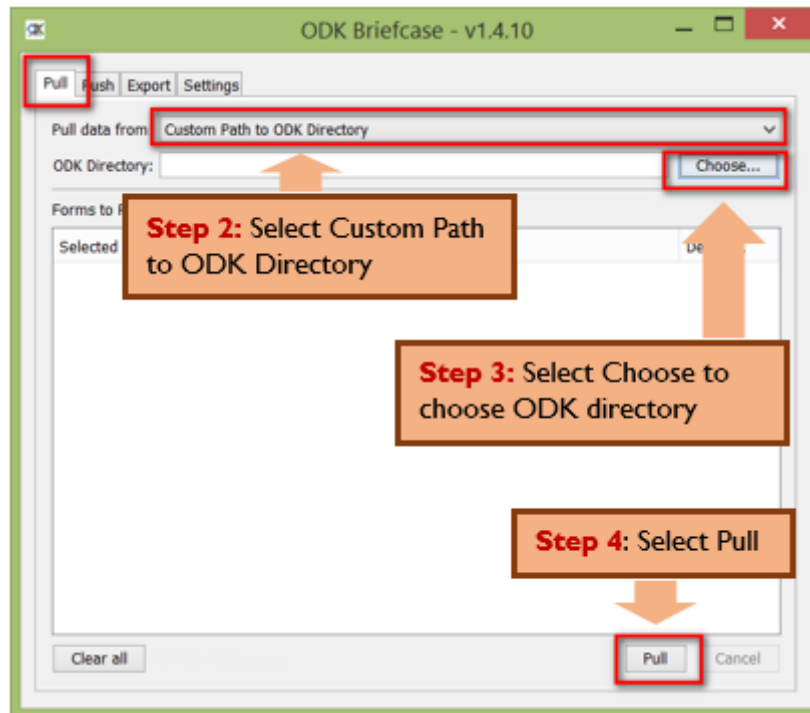 ODK Briefcase - v1.4.10
Pull Push Export Settings
Pull data from Custom Path to ODK Directory
ODK Directory: Choose...
Forms to
Step 2: Select Custom Path
to ODK Directory
Selected
Step 3: Select Choose to
choose ODK directory
Step 4: Select Pull
Clear all Pull Cancel